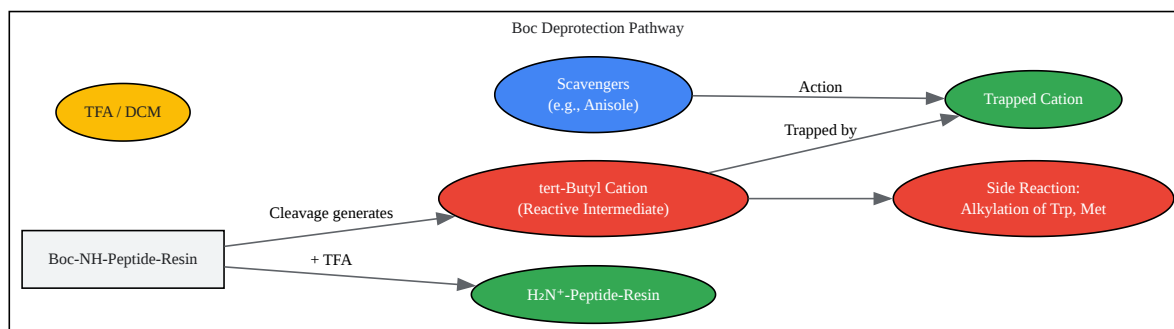 Boc Deprotection Pathway
TFA / DCM
Scavengers
(e.g., Anisole)
Action
Trapped Cation
Trapped by
tert-Butyl Cation
(Reactive Intermediate)
Side Reaction:
Alkylation of Trp, Met
Cleavage generates
Boc-NH-Peptide-Resin
+ TFA
H₂N⁺-Peptide-Resin